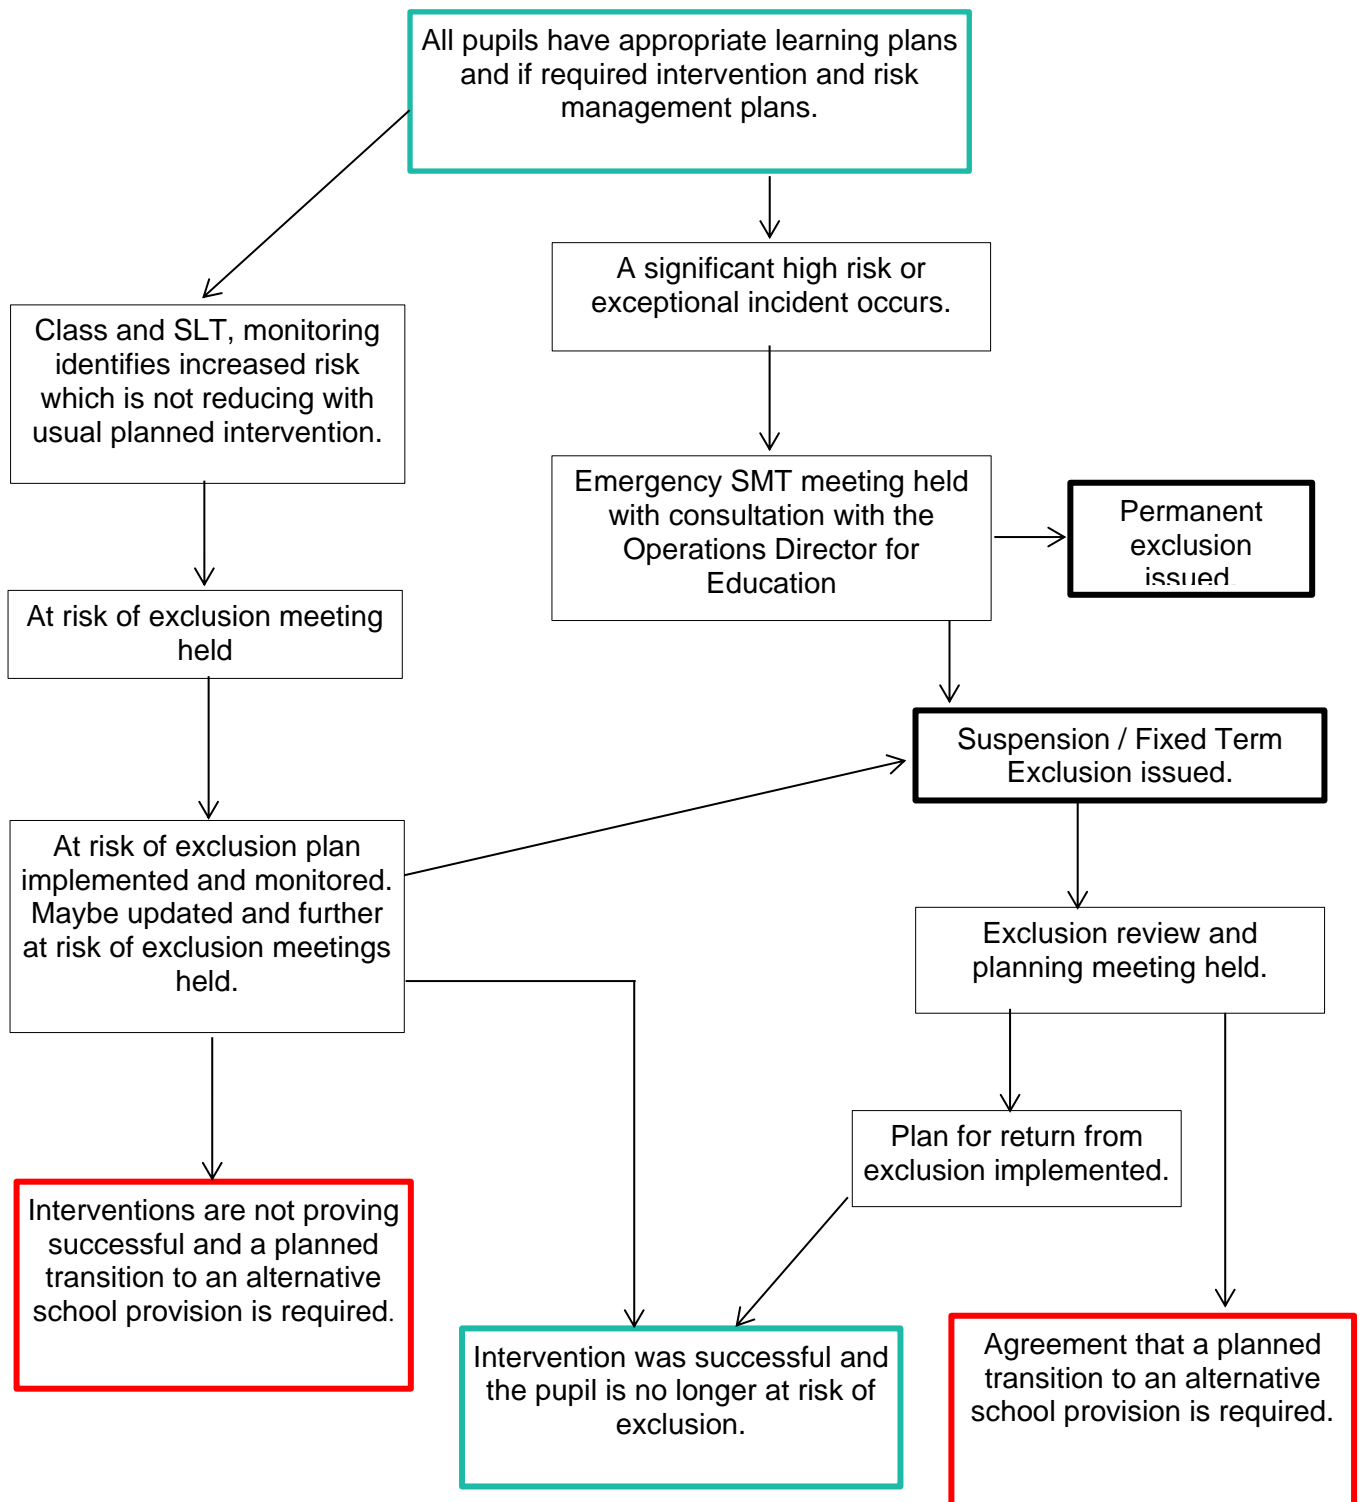 All pupils have appropriate learning plans
and if required intervention and risk
management plans.
A significant high risk or
exceptional incident occurs.
Class and SLT, monitoring
identifies increased risk
which is not reducing with
usual planned intervention.
Emergency SMT meeting held
with consultation with the
Operations Director for
Education
Permanent
exclusion
issued.
At risk of exclusion meeting
held
Suspension / Fixed Term
Exclusion issued.
At risk of exclusion plan
implemented and monitored.
Maybe updated and further
at risk of exclusion meetings
held.
Exclusion review and
planning meeting held.
Plan for return from
exclusion implemented.
Interventions are not proving
successful and a planned
transition to an alternative
school provision is required.
Intervention was successful and
the pupil is no longer at risk of
exclusion.
Agreement that a planned
transition to an alternative
school provision is required.